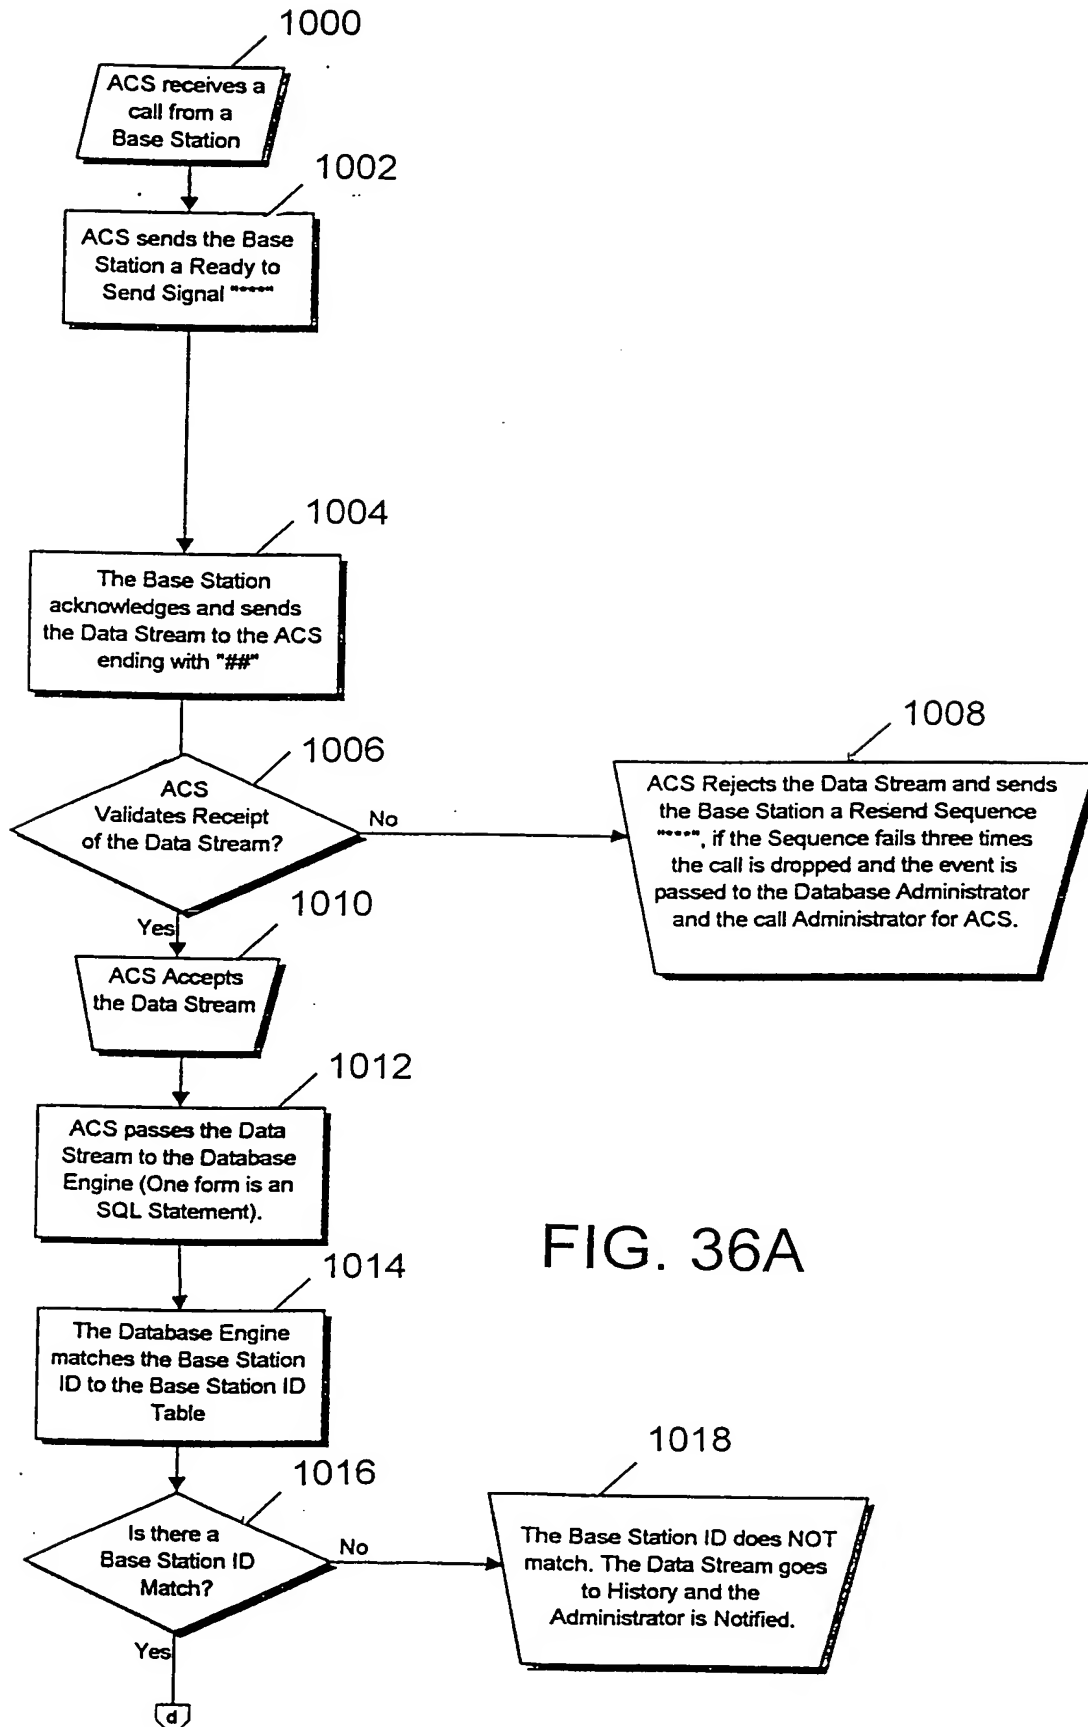 1000
ACS receives a
call from a
Base Station
1002
ACS sends the Base
Station a Ready to
Send Signal "****"
1004
The Base Station
acknowledges and sends
the Data Stream to the ACS
ending with "##"
1006
ACS
Validates Receipt
of the Data Stream?
No
1008
ACS Rejects the Data Stream and sends
the Base Station a Resend Sequence
"****", if the Sequence fails three times
the call is dropped and the event is
passed to the Database Administrator
and the call Administrator for ACS.
Yes
1010
ACS Accepts
the Data Stream
1012
ACS passes the Data
Stream to the Database
Engine (One form is an
SQL Statement).
FIG. 36A
1014
The Database Engine
matches the Base Station
ID to the Base Station ID
Table
1016
Is there a
Base Station ID
Match?
No
1018
The Base Station ID does NOT
match. The Data Stream goes
to History and the
Administrator is Notified.
Yes
d